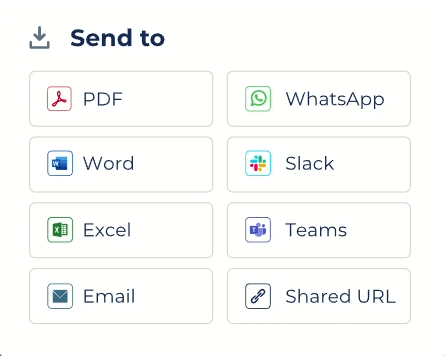 Send to
PDF
WhatsApp
Word
Slack
Excel
Teams
Email
Shared URL